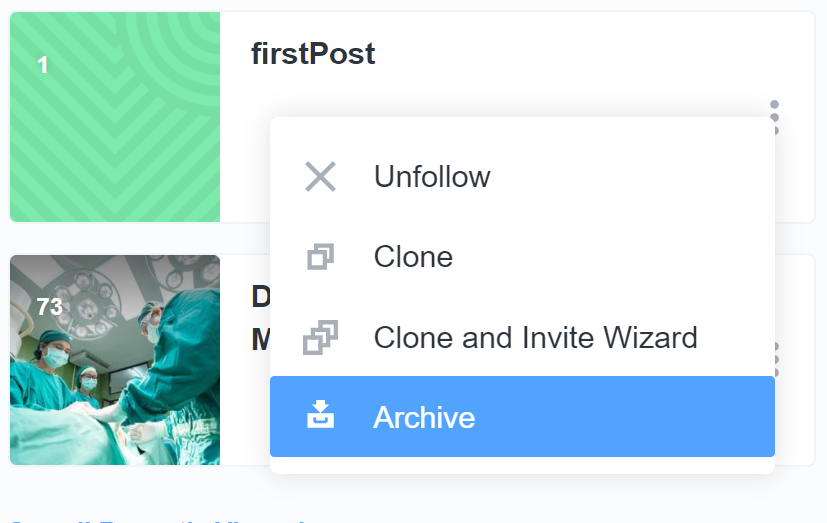 1
firstPost
Unfollow
Clone
73
Clone and Invite Wizard
Archive